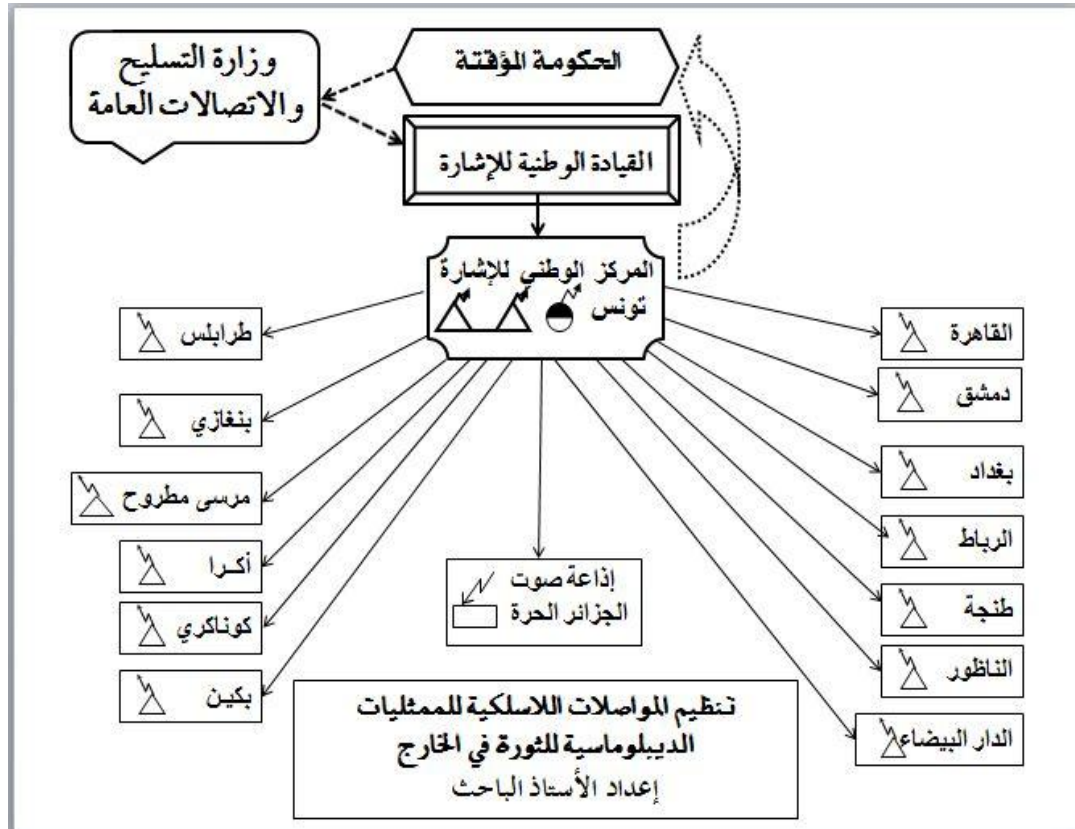 الحكومة المؤقتة
وزارة التسليح
والاتصالات العامة
القيادة الوطنية للإشارة
المركز الوطني للإشارة
تونس
القاهرة
دمشق
بغداد
الرباط
طنجة
الناظور
الدار البيضاء
طرابلس
بنغازي
مرسى مطروح
أكرا
كوناكري
بكين
إذاعة صوت
الجزائر الحرة
تنظيم المواصلات اللاسلكية للممثليات
الديبلوماسية للثورة في الخارج
إعداد الأستاذ الباحث